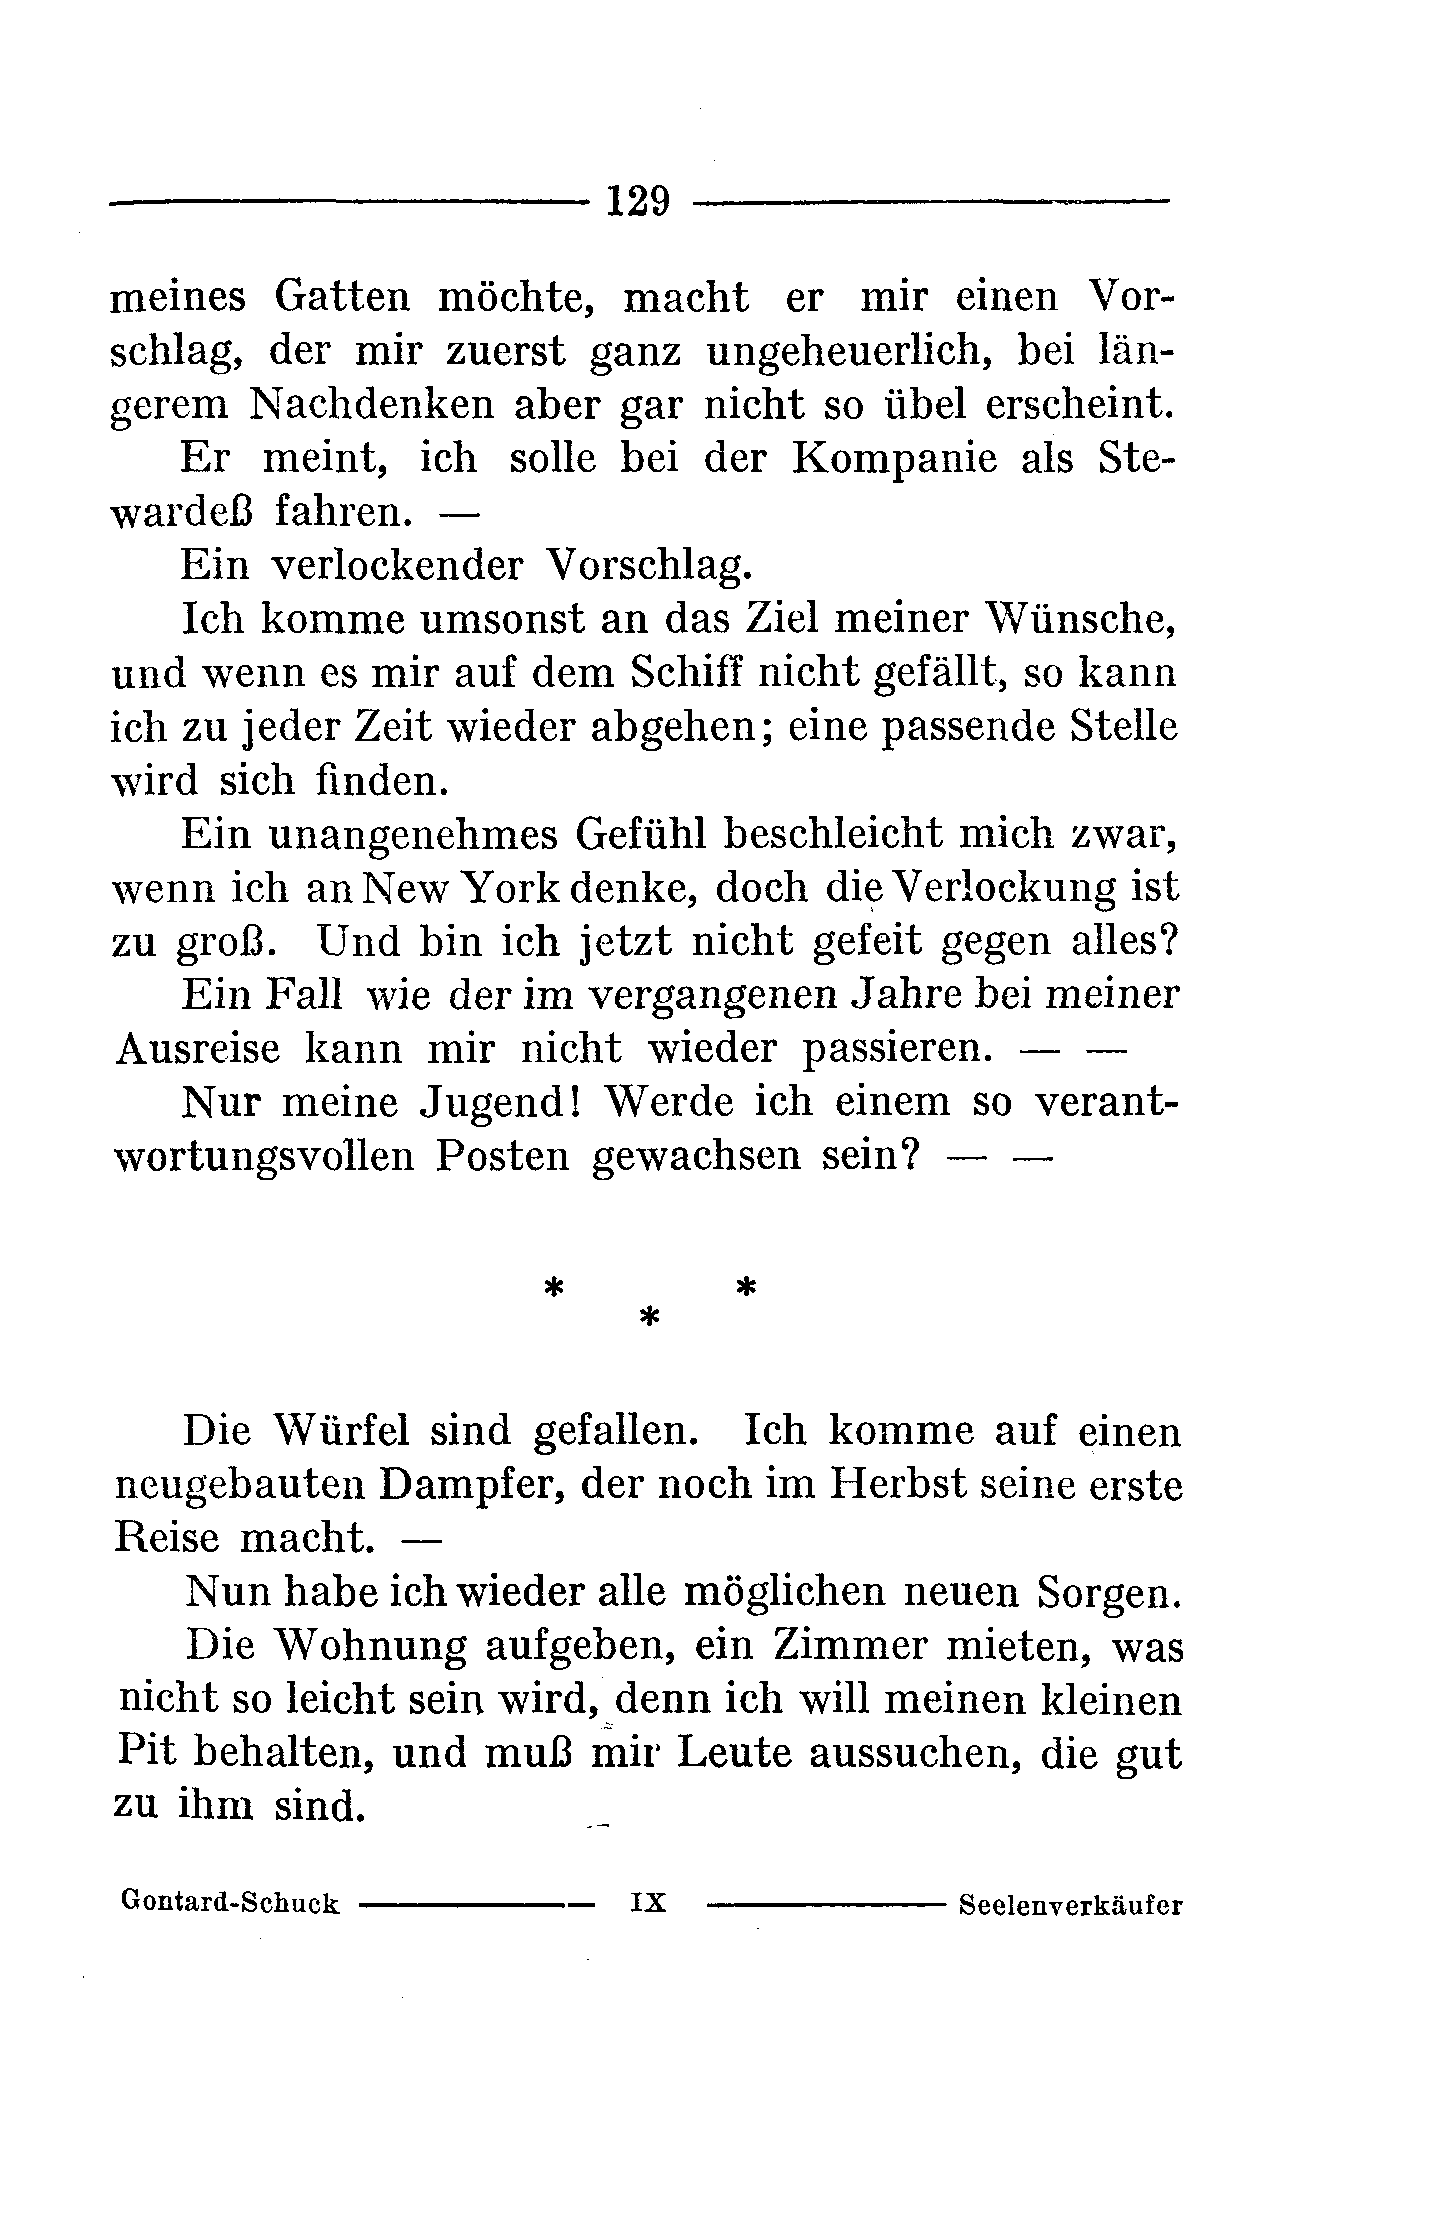 129
meines Gatten möchte, macht er mir einen Vor-
schlag, der mir zuerst ganz ungeheuerlich, bei län-
gerem Nachdenken aber gar nicht so übel erscheint.
Er meint, ich solle bei der Kompanie als Ste-
wardeß fahren. —
Ein verlockender Vorschlag.
Ich komme umsonst an das Ziel meiner Wünsche,
und wenn es mir auf dem Schiff nicht gefällt, so kann
ich zu jeder Zeit wieder abgehen; eine passende Stelle
wird sich finden.
Ein unangenehmes Gefühl beschleicht mich zwar,
wenn ich an New York denke, doch die Verlockung ist
zu groß. Und bin ich jetzt nicht gefeit gegen alles?
Ein Fall wie der im vergangenen Jahre bei meiner
Ausreise kann mir nicht wieder passieren. — —
Nur meine Jugend! Werde ich einem so verant-
wortungsvollen Posten gewachsen sein? — —
* *
*
Die Würfel sind gefallen. Ich komme auf einen
neugebauten Dampfer, der noch im Herbst seine erste
Reise macht. —
Nun habe ich wieder alle möglichen neuen Sorgen.
Die Wohnung aufgeben, ein Zimmer mieten, was
nicht so leicht sein wird, denn ich will meinen kleinen
Pit behalten, und muß mir Leute aussuchen, die gut
zu ihm sind.
Gontard-Schuck — IX — Seelenverkäufer